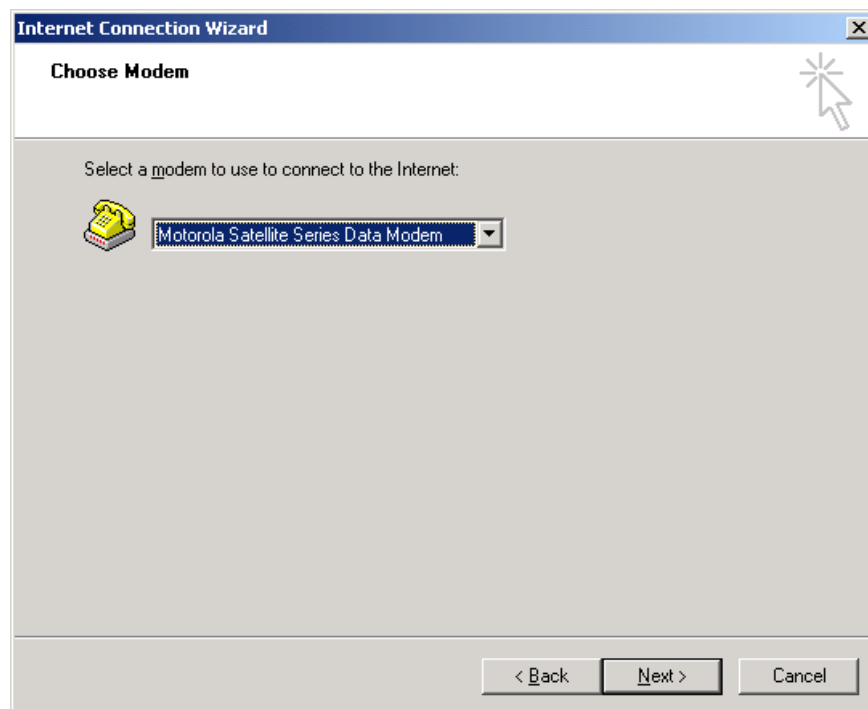 Internet Connection Wizard
Choose Modem
Select a modem to use to connect to the Internet:
Motorola Satellite Series Data Modem
< Back
Next >
Cancel